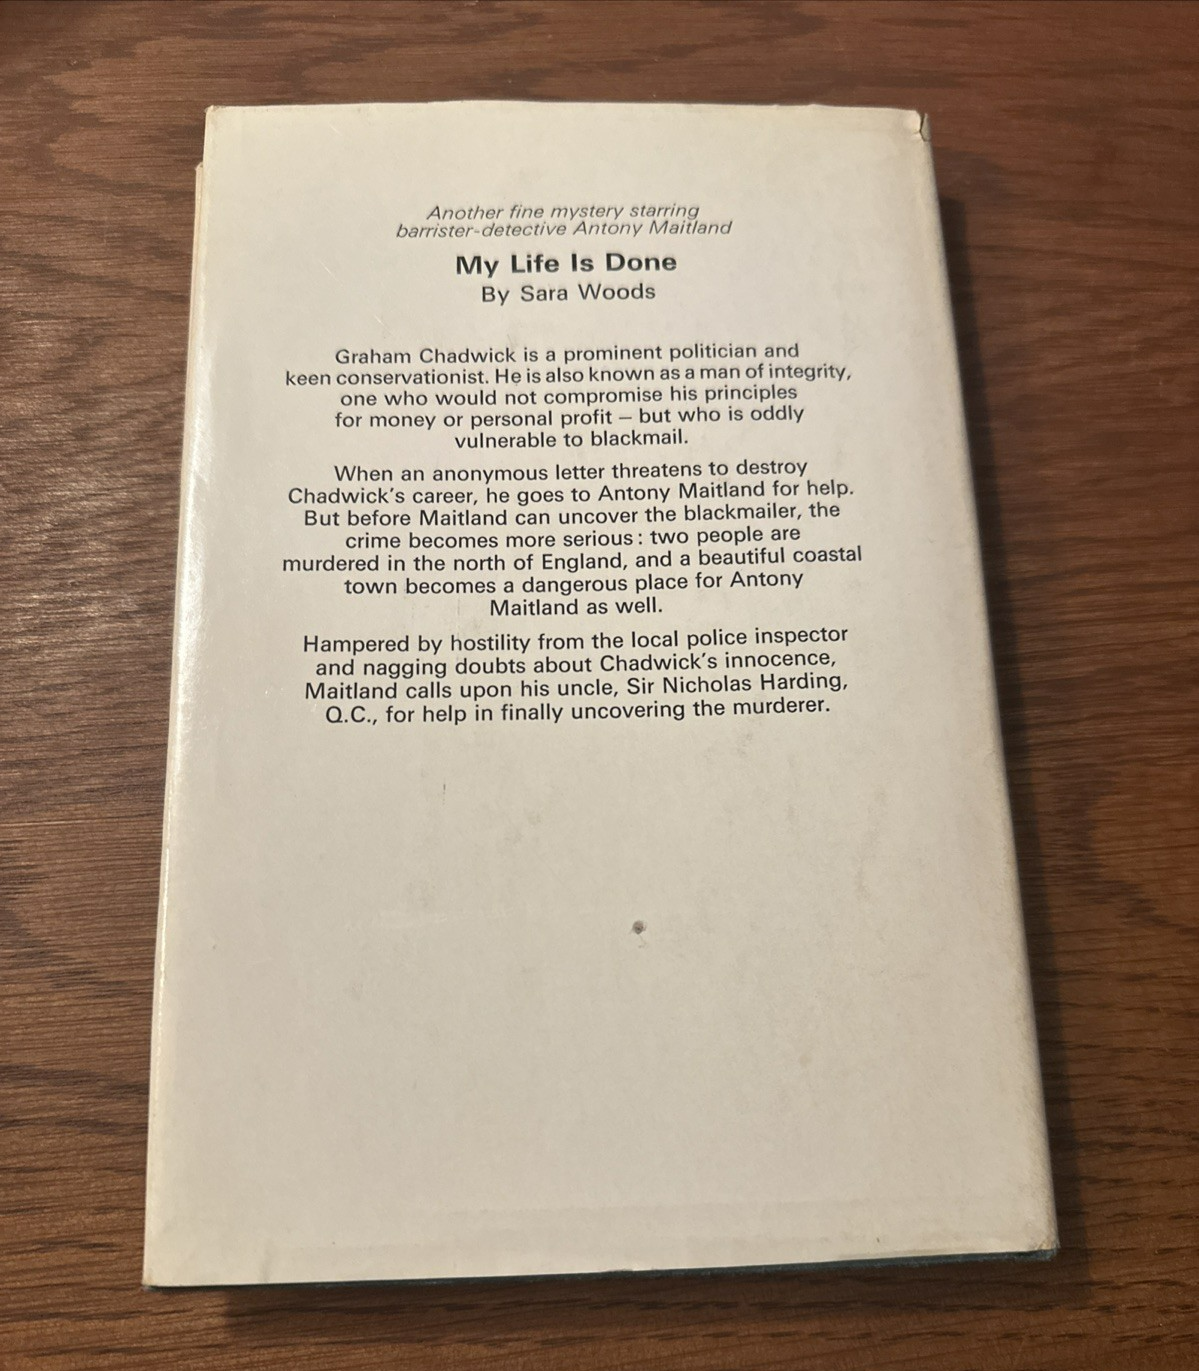 Another fine mystery starring
barrister-detective Antony Maitland
My Life Is Done
By Sara Woods
Graham Chadwick is a prominent politician and
keen conservationist. He is also known as a man of integrity,
one who would not compromise his principles
for money or personal profit – but who is oddly
vulnerable to blackmail.
When an anonymous letter threatens to destroy
Chadwick's career, he goes to Antony Maitland for help.
But before Maitland can uncover the blackmailer, the
crime becomes more serious: two people are
murdered in the north of England, and a beautiful coastal
town becomes a dangerous place for Antony
Maitland as well.
Hampered by hostility from the local police inspector
and nagging doubts about Chadwick's innocence,
Maitland calls upon his uncle, Sir Nicholas Harding,
Q.C., for help in finally uncovering the murderer.